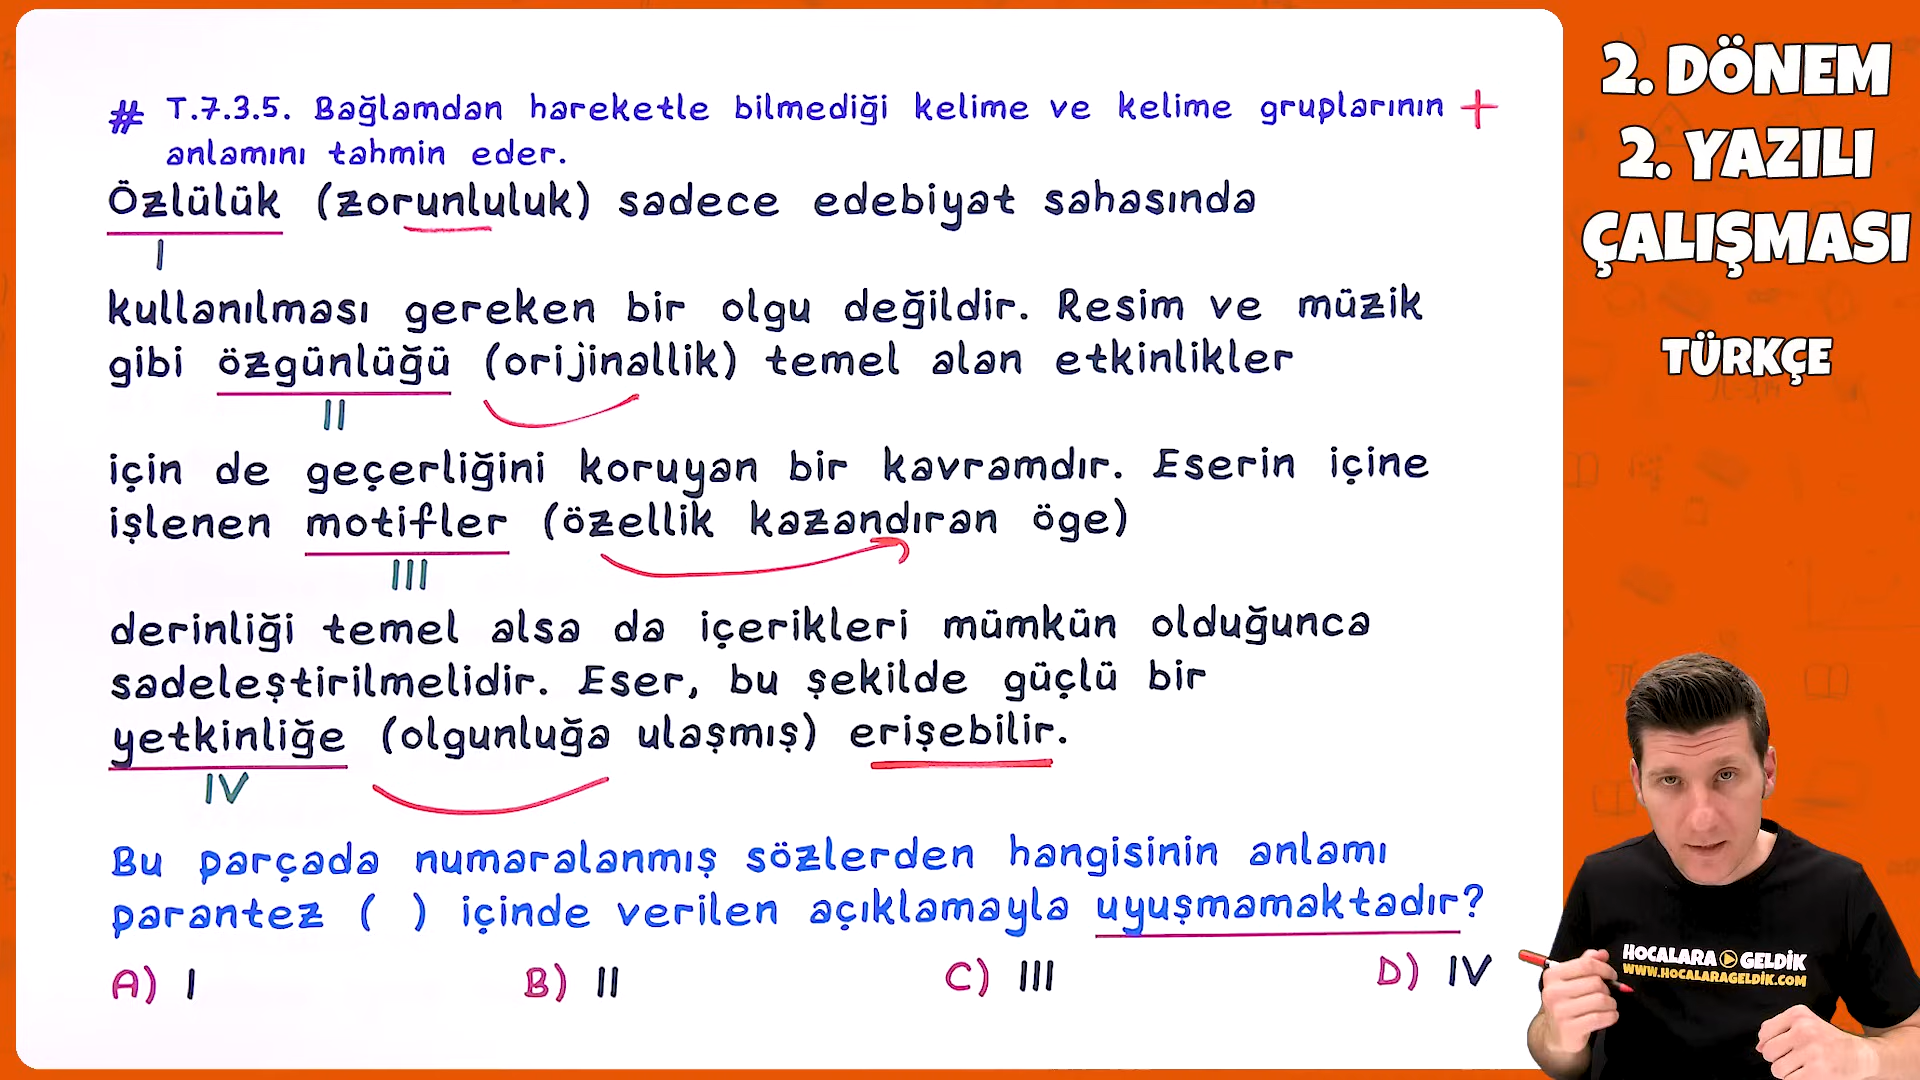 # T.7.3.5. Bağlamdan hareketle bilmediği kelime ve kelime gruplarının +
anlamını tahmin eder.
Özlülük (zorunluluk) sadece edebiyat sahasında
I
kullanılması gereken bir olgu değildir. Resim ve müzik
gibi özgünlüğü (orijinallik) temel alan etkinlikler
II
için de geçerliğini koruyan bir kavramdır. Eserin içine
işlenen motifler (özellik kazandıran öge)
III
derinliği temel alsa da içerikleri mümkün olduğunca
sadeleştirilmelidir. Eser, bu şekilde güçlü bir
yetkinliğe (olgunluğa ulaşmış) erişebilir.
IV
Bu parçada numaralanmış sözlerden hangisinin anlamı
parantez ( ) içinde verilen açıklamayla uyuşmamaktadır?
A) I B) II C) III D) IV
2. DÖNEM
2. YAZILI
ÇALIŞMASI
TÜRKÇE
HOCALARA GELDİK
WWW.HOCALARAGELDIK.COM